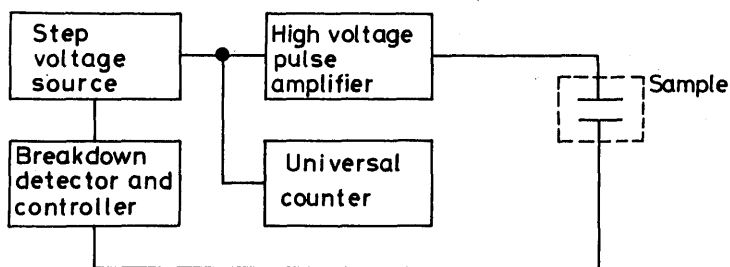 Step
voltage
source
High voltage
pulse
amplifier
Sample
Breakdown
detector and
controller
Universal
counter